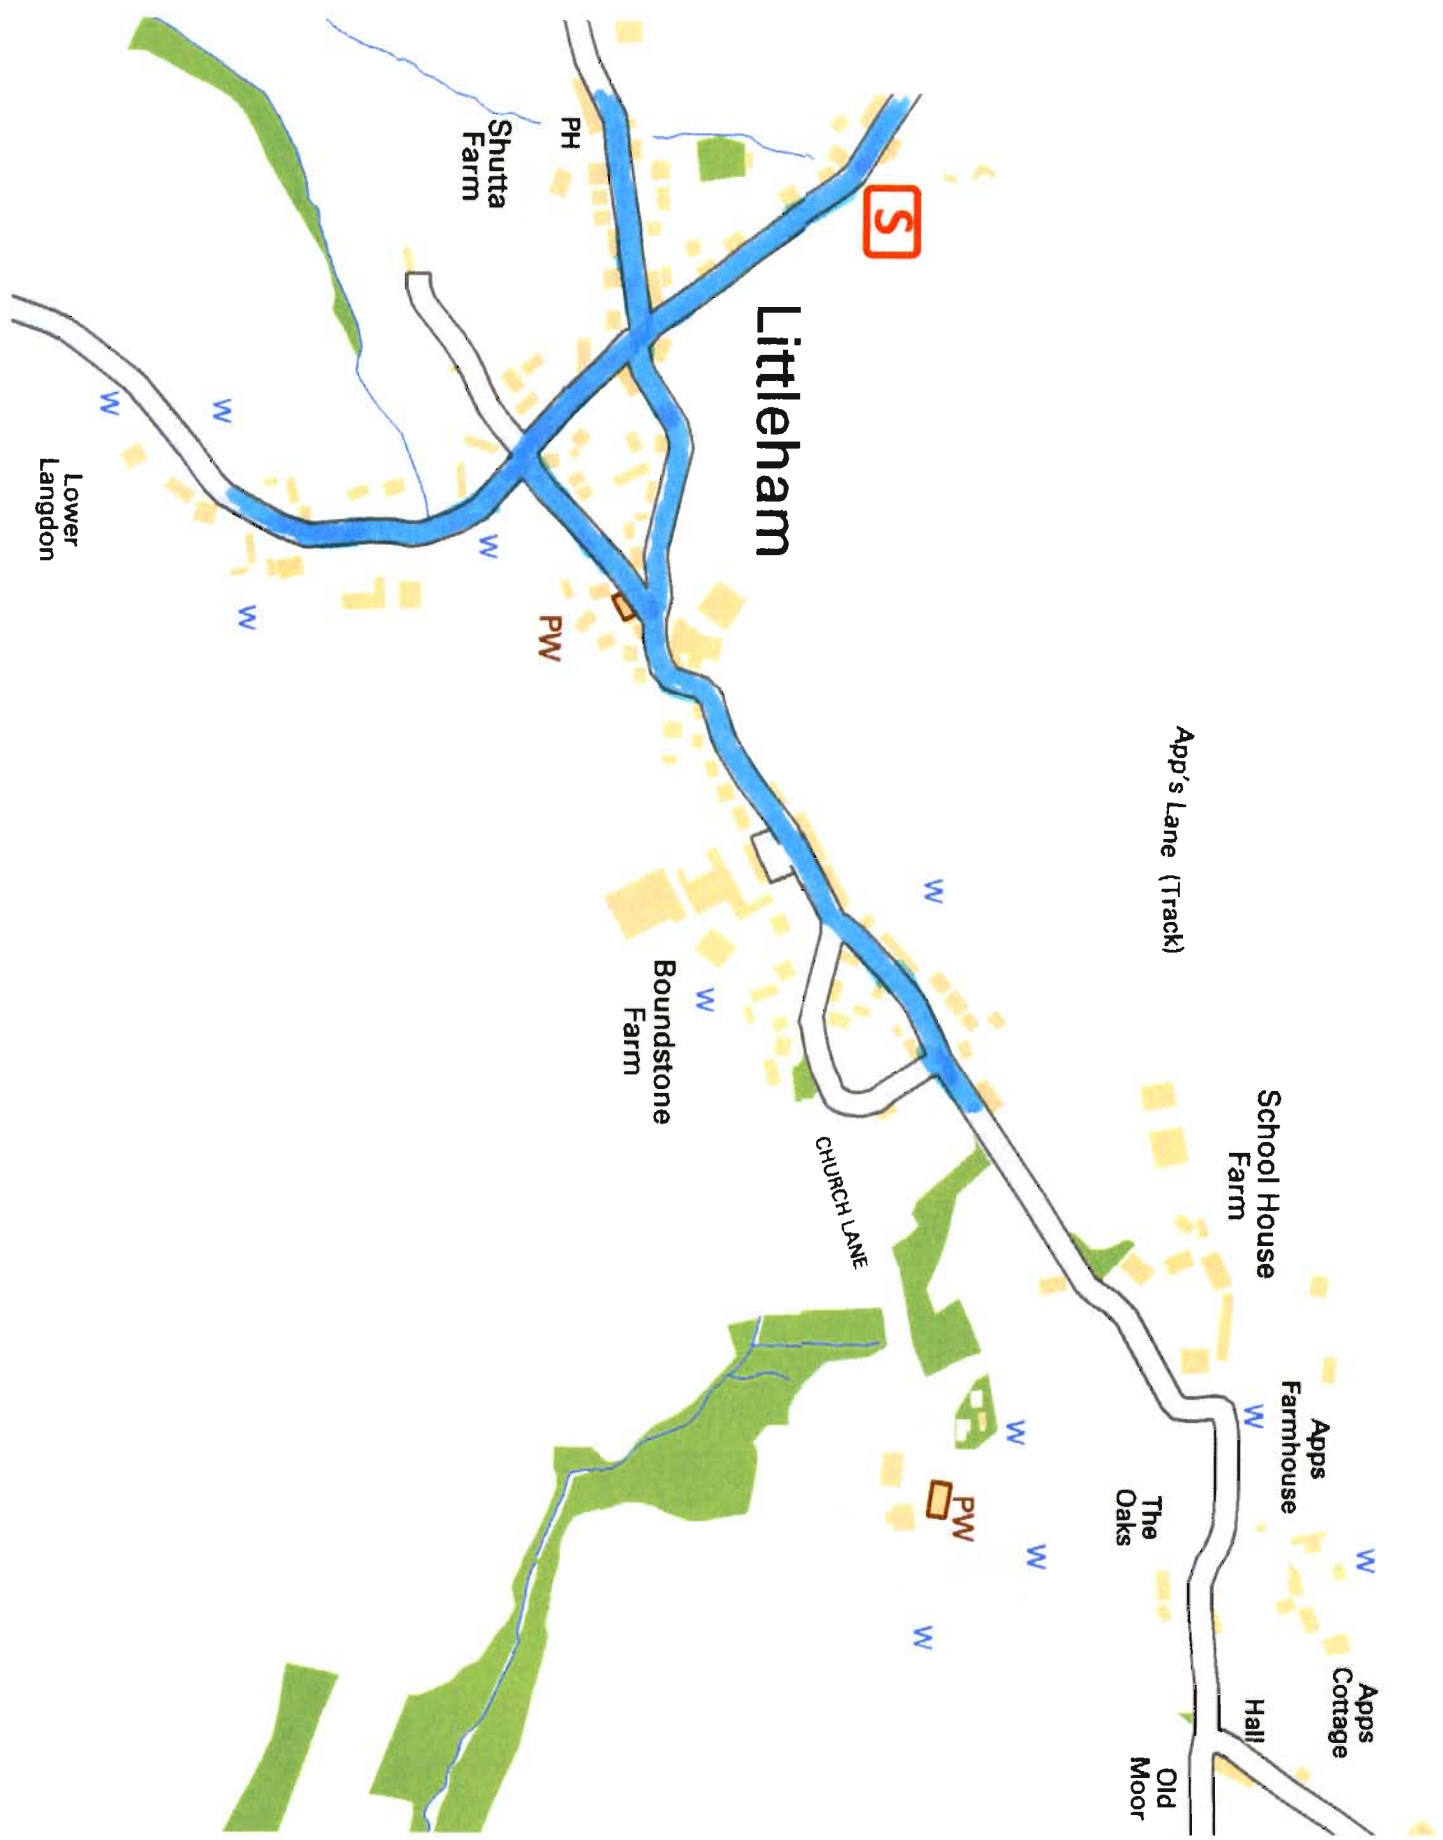 W
Apps
Cottage
Apps
Farmhouse
School House
Farm
W
Hall
App's Lane (Track)
The
Oaks
Old
Moor
W
W
PW
W
W
S
CHURCH LANE
Littleham
W
Boundstone
Farm
PH
PW
Shutta
Farm
W
W
W
W
Lower
Langdon